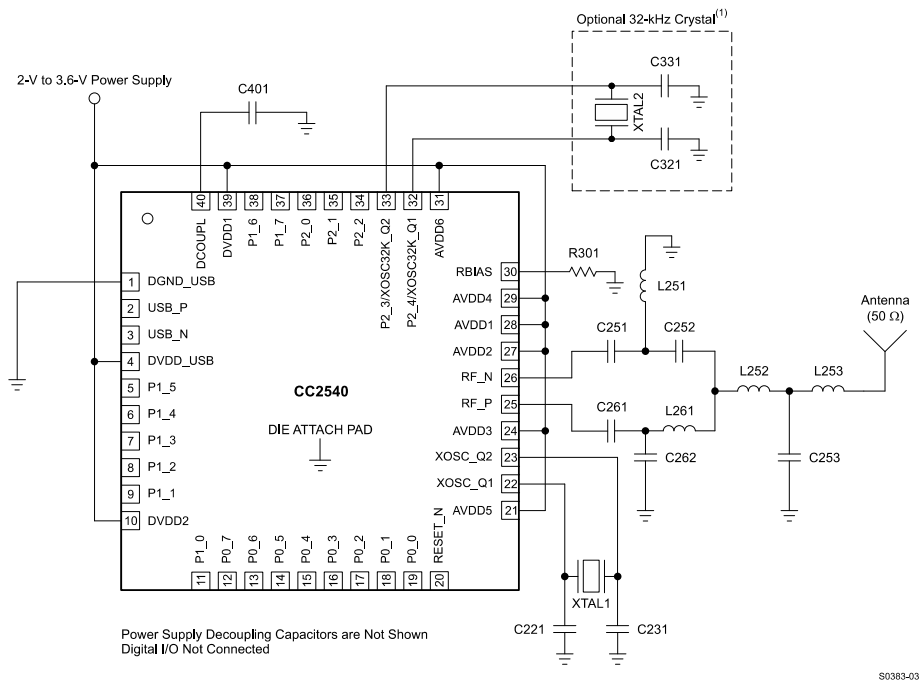 Optional 32-kHz Crystal(1)
2-V to 3.6-V Power Supply
C401
C331
XTAL2
C321
40 39 38 37 36 35 34 33 32 31
DCOUPL
DVDD1
P1_6
P1_7
P2_0
P2_1
P2_2
P2_3/XOSC32K_Q2
P2_4/XOSC32K_Q1
AVDD6
1 DGND_USB
2 USB_P
3 USB_N
4 DVDD_USB
5 P1_5
6 P1_4
7 P1_3
8 P1_2
9 P1_1
10 DVDD2
CC2540
DIE ATTACH PAD
RBIAS 30
AVDD4 29
AVDD1 28
AVDD2 27
RF_N 26
RF_P 25
AVDD3 24
XOSC_Q2 23
XOSC_Q1 22
AVDD5 21
R301
L251
C251
C252
Antenna
(50 Ω)
L252
L253
C261
L261
C262
C253
P1_0
P0_7
P0_6
P0_5
P0_4
P0_3
P0_2
P0_1
P0_0
RESET_N
11 12 13 14 15 16 17 18 19 20
XTAL1
C221
C231
Power Supply Decoupling Capacitors are Not Shown
Digital I/O Not Connected
S0383-03